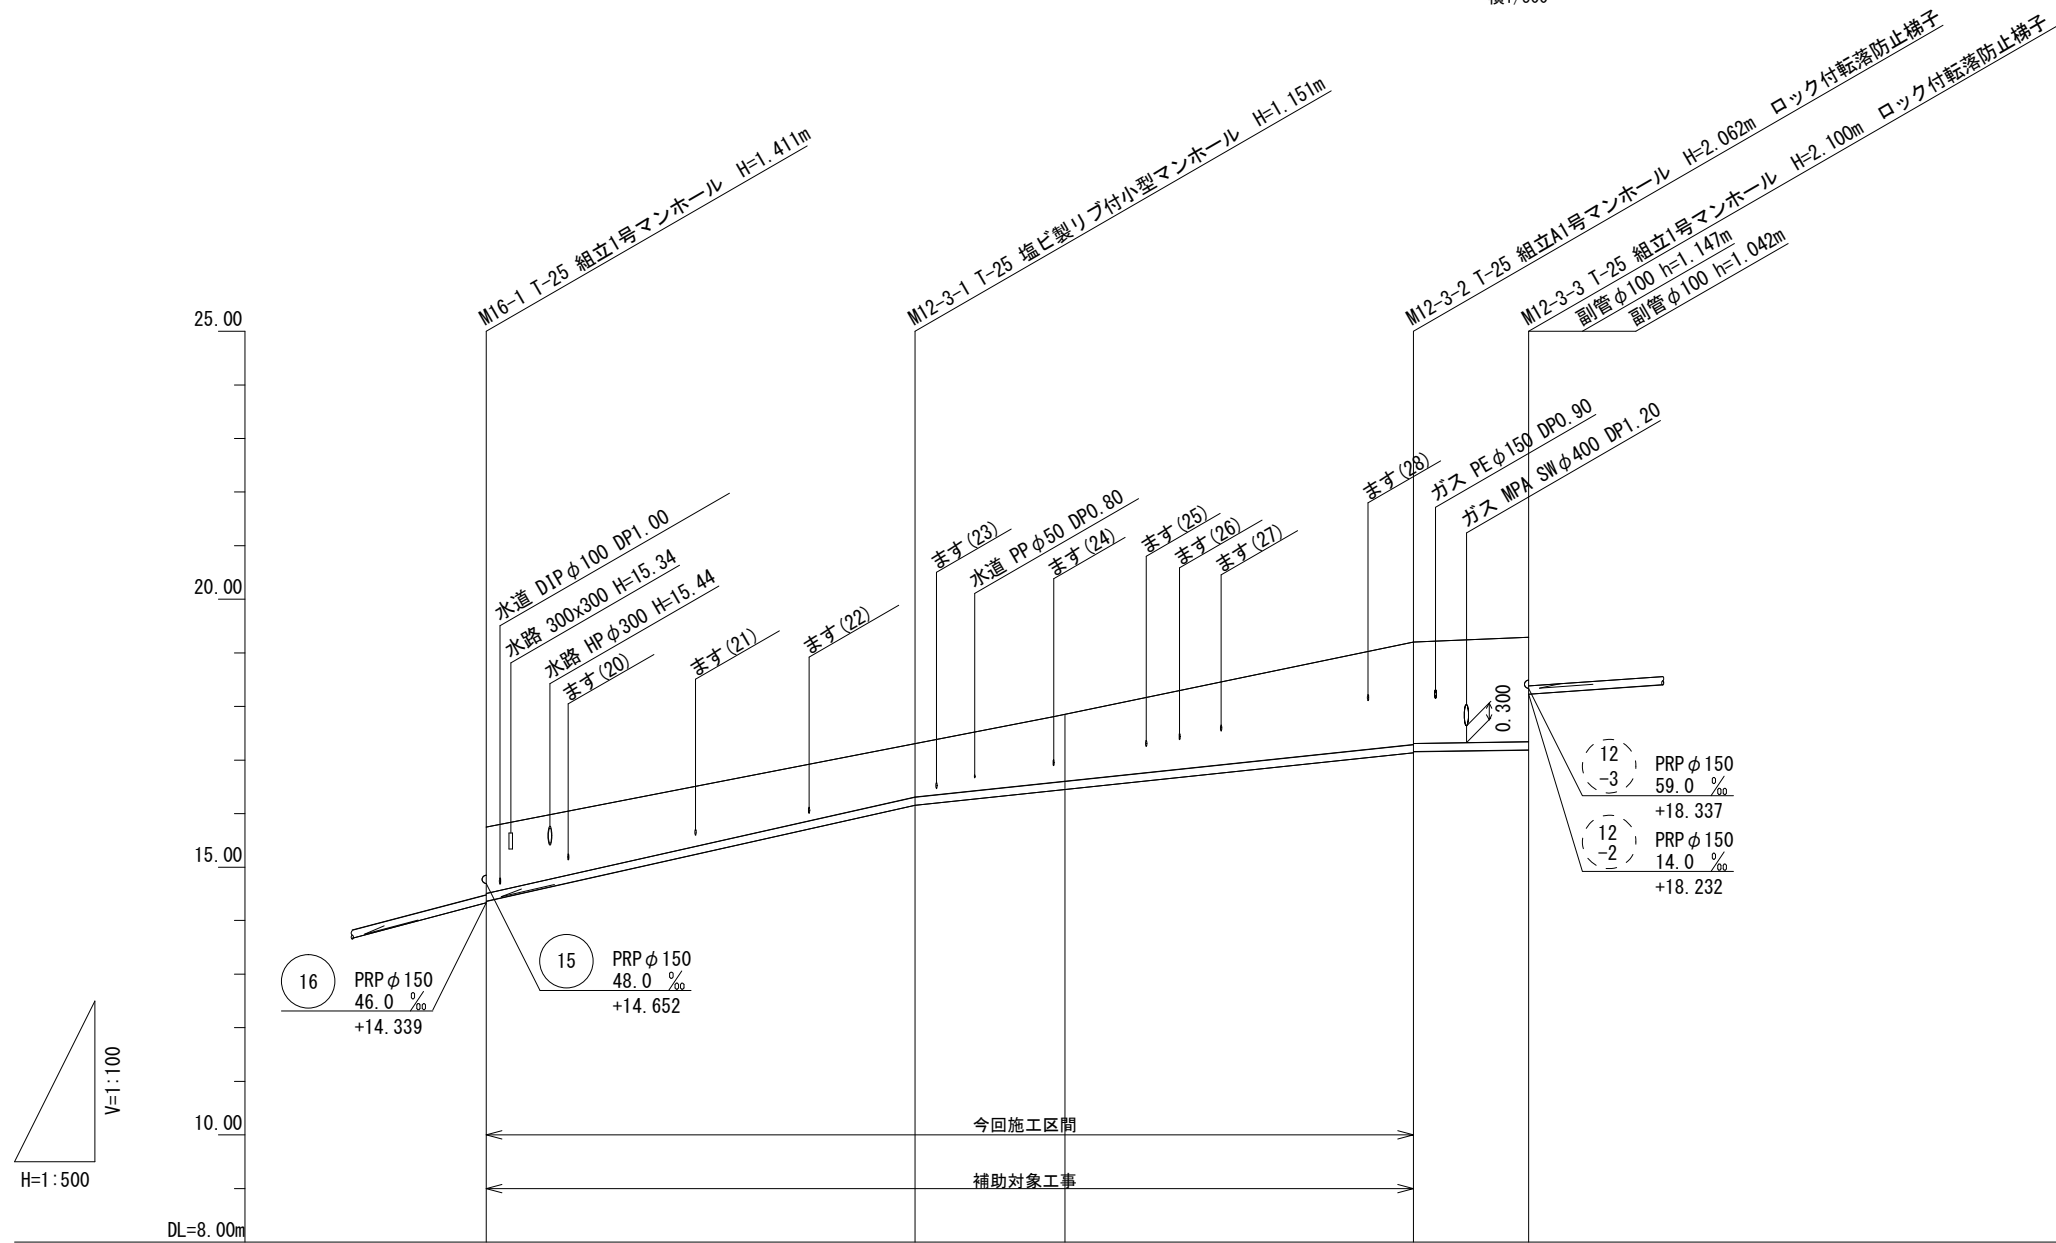 M16-1 T-25 組立1号マンホール H=1.411m
M12-3-1 T-25 塩ビ製リブ付小型マンホール H=1.151m
M12-3-2 T-25 組立A1号マンホール H=2.062m ロック付転落防止梯子
M12-3-3 T-25 組立1号マンホール H=2.100m ロック付転落防止梯子
副管φ100 h=1.147m
副管φ100 h=1.042m
25.00
20.00
15.00
10.00
DL=8.00m
水道 DIPφ100 DP1.00
水路 300x300 H=15.34
水路 HPφ300 H=15.44
ます(20)
ます(21)
ます(22)
ます(23)
水道 PPφ50 DP0.80
ます(24)
ます(25)
ます(26)
ます(27)
ます(28)
ガス PEφ150 DP0.90
ガス MPA SWφ400 DP1.20
0.300
12
-3
PRPφ150
59.0 ‰
+18.337
12
-2
PRPφ150
14.0 ‰
+18.232
15
PRPφ150
48.0 ‰
+14.652
16
PRPφ150
46.0 ‰
+14.339
V=1:100
H=1:500
今回施工区間
補助対象工事